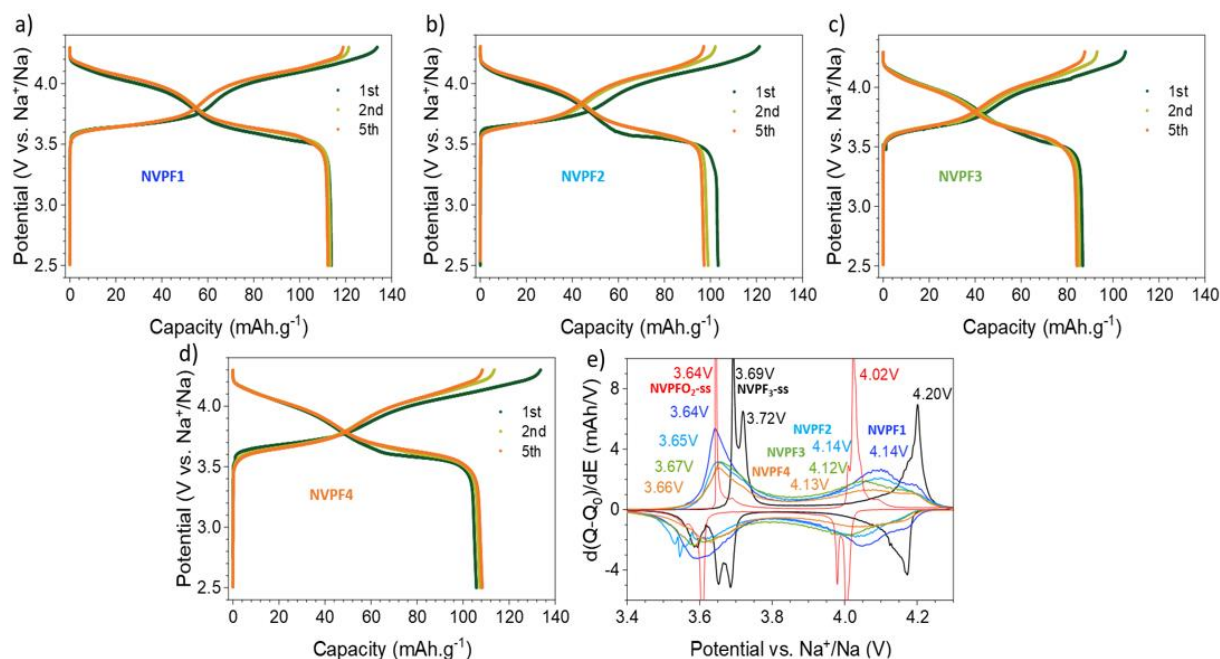 a)
Potential (V vs. Na⁺/Na)
4.0
3.5
3.0
2.5
1st
2nd
5th
NVPF1
0 20 40 60 80 100 120 140
Capacity (mAh.g⁻¹)
b)
Potential (V vs. Na⁺/Na)
4.0
3.5
3.0
2.5
1st
2nd
5th
NVPF2
0 20 40 60 80 100 120 140
Capacity (mAh.g⁻¹)
c)
Potential (V vs. Na⁺/Na)
4.0
3.5
3.0
2.5
1st
2nd
5th
NVPF3
0 20 40 60 80 100 120 140
Capacity (mAh.g⁻¹)
d)
Potential (V vs. Na⁺/Na)
4.0
3.5
3.0
2.5
1st
2nd
5th
NVPF4
0 20 40 60 80 100 120 140
Capacity (mAh.g⁻¹)
e)
d(Q-Q₀)/dE (mAh/V)
8
4
0
-4
3.64V 3.69V 4.02V
NVPFO₂-ss NVPF₃-ss 4.20V
3.64V 3.72V
NVPF2 NVPF1
3.65V 4.14V 4.14V
NVPF3
3.67V 4.12V
NVPF4
3.66V 4.13V
3.4 3.6 3.8 4.0 4.2
Potential vs. Na⁺/Na (V)